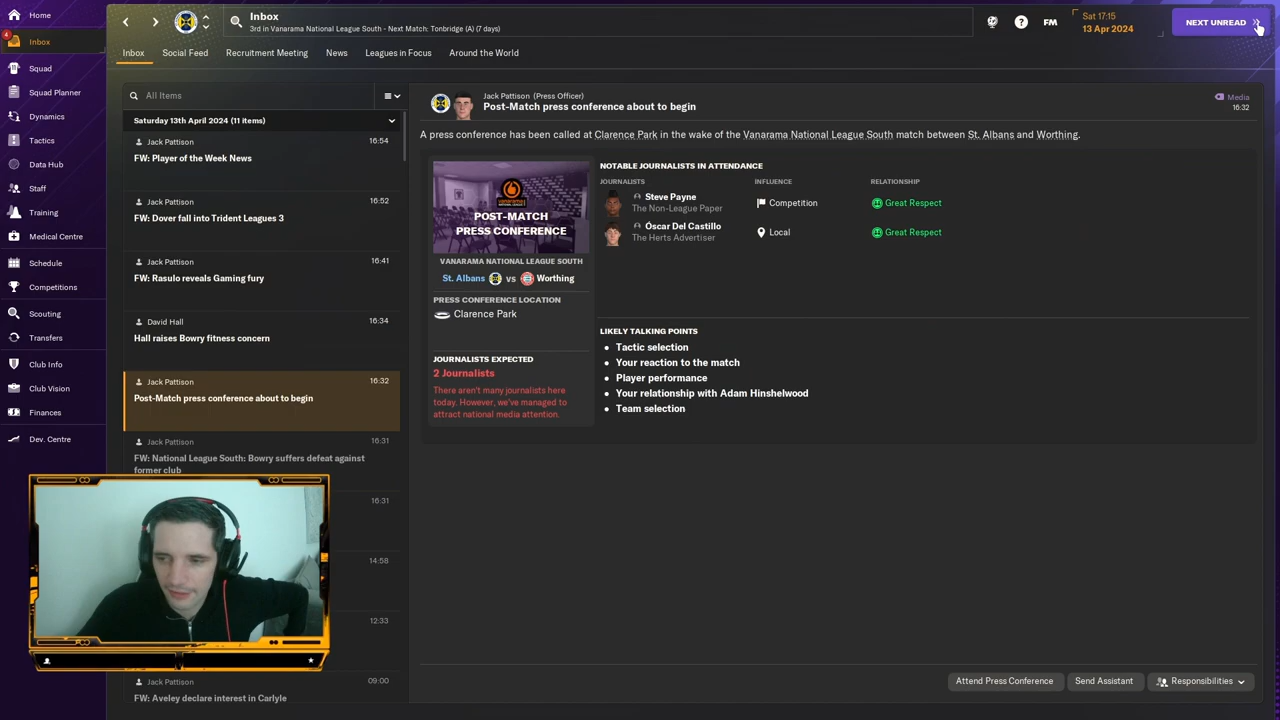 Home
4
Inbox
Squad
Squad Planner
Dynamics
Tactics
Data Hub
Staff
Training
Medical Centre
Schedule
Competitions
Scouting
Transfers
Club Info
Club Vision
Finances
Dev. Centre
Inbox
3rd in Vanarama National League South - Next Match: Tonbridge (A) (7 days)
?
FM
Sat 17:15
13 Apr 2024
NEXT UNREAD
Inbox
Social Feed
Recruitment Meeting
News
Leagues in Focus
Around the World
All Items
Saturday 13th April 2024 (11 items)
Jack Pattison
16:54
FW: Player of the Week News
Jack Pattison
16:52
FW: Dover fall into Trident Leagues 3
Jack Pattison
16:41
FW: Rasulo reveals Gaming fury
David Hall
16:34
Hall raises Bowry fitness concern
Jack Pattison
16:32
Post-Match press conference about to begin
Jack Pattison
16:31
FW: National League South: Bowry suffers defeat against
former club
16:31
14:58
12:33
Jack Pattison
09:00
FW: Aveley declare interest in Carlyle
Jack Pattison (Press Officer)
Post-Match press conference about to begin
Media
16:32
A press conference has been called at Clarence Park in the wake of the Vanarama National League South match between St. Albans and Worthing.
POST-MATCH
PRESS CONFERENCE
VANARAMA NATIONAL LEAGUE SOUTH
St. Albans vs Worthing
PRESS CONFERENCE LOCATION
Clarence Park
JOURNALISTS EXPECTED
2 Journalists
There aren't many journalists here
today. However, we've managed to
attract national media attention.
NOTABLE JOURNALISTS IN ATTENDANCE
JOURNALISTS
INFLUENCE
RELATIONSHIP
Steve Payne
The Non-League Paper
Competition
Great Respect
Óscar Del Castillo
The Herts Advertiser
Local
Great Respect
LIKELY TALKING POINTS
Tactic selection
Your reaction to the match
Player performance
Your relationship with Adam Hinshelwood
Team selection
Attend Press Conference
Send Assistant
Responsibilities